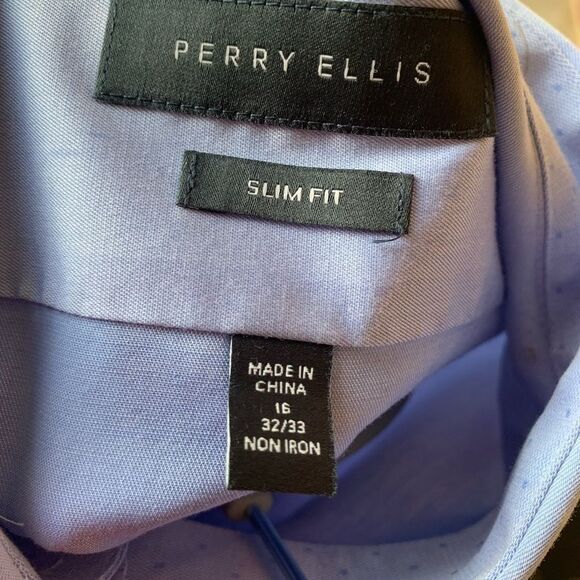 PERRY ELLIS
SLIM FIT
MADE IN
CHINA
16
32/33
NON IRON